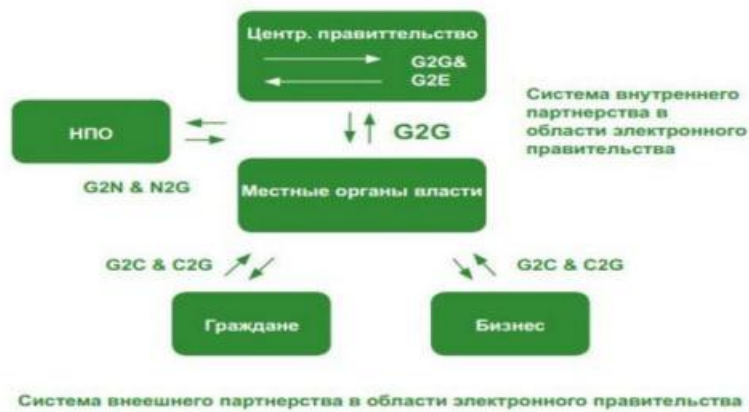 Центр. правиттельство
G2G&
G2E
Система внутреннего
партнерства в
области электронного
правительства
НПО
G2G
G2N & N2G
Местные органы власти
G2C & C2G
G2C & C2G
Граждане
Бизнес
Система внеешнего партнерства в области электронного правительства